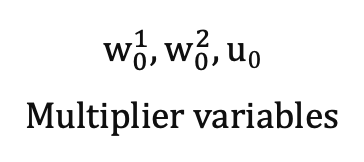 w₀¹, w₀², u₀
Multiplier variables